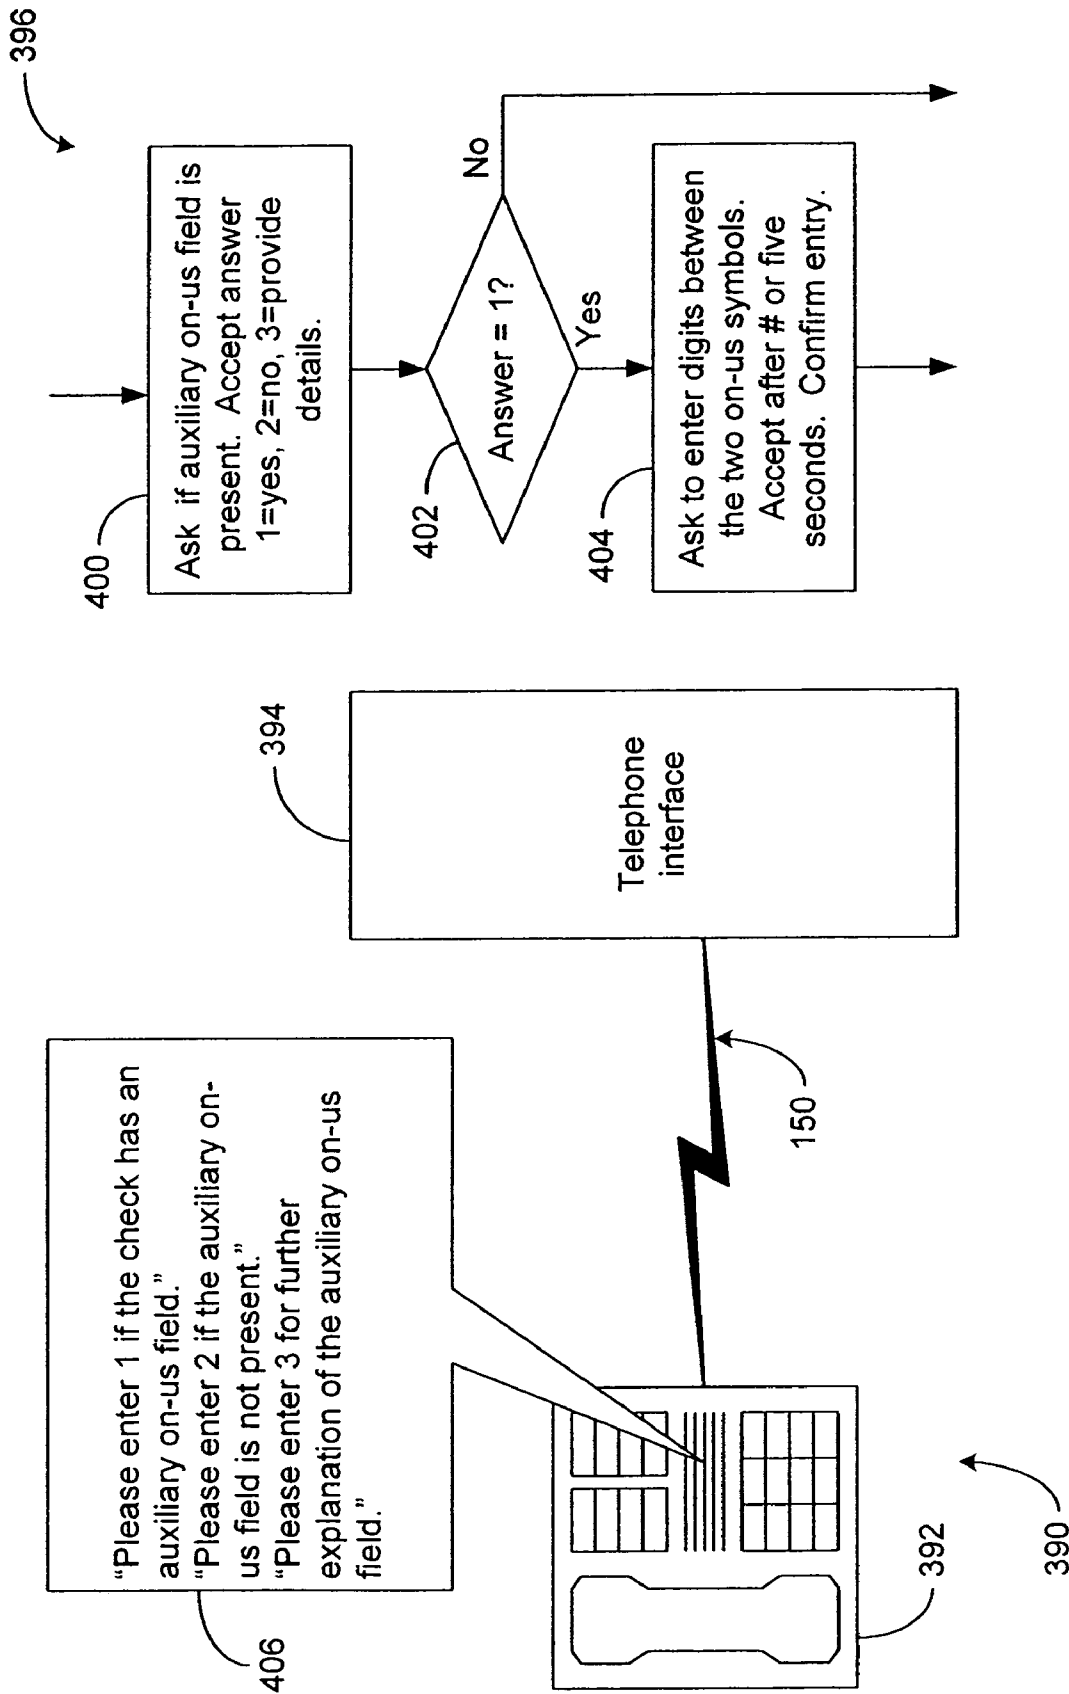 “Please enter 1 if the check has an
auxiliary on-us field.”
“Please enter 2 if the auxiliary on-
us field is not present.”
“Please enter 3 for further
explanation of the auxiliary on-us
field.”
406
392
390
150
Telephone
interface
394
396
400
Ask if auxiliary on-us field is
present. Accept answer
1=yes, 2=no, 3=provide
details.
402
Answer = 1?
No
Yes
404
Ask to enter digits between
the two on-us symbols.
Accept after # or five
seconds. Confirm entry.